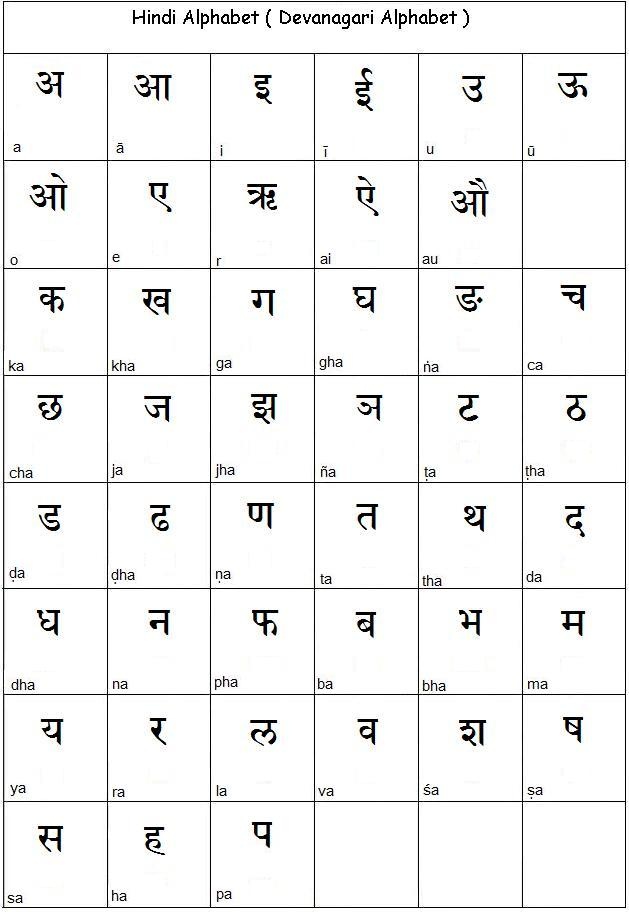 Hindi Alphabet ( Devanagari Alphabet )
अ आ इ ई उ ऊ
a ā i ī u ū
ओ ए ऋ ऐ औ
o e r ai au
क ख ग घ ङ च
ka kha ga gha ṅa ca
छ ज झ ञ ट ठ
cha ja jha ña ṭa ṭha
ड ढ ण त थ द
ḍa ḍha ṇa ta tha da
ध न फ ब भ म
dha na pha ba bha ma
य र ल व श ष
ya ra la va śa ṣa
स ह प
sa ha pa